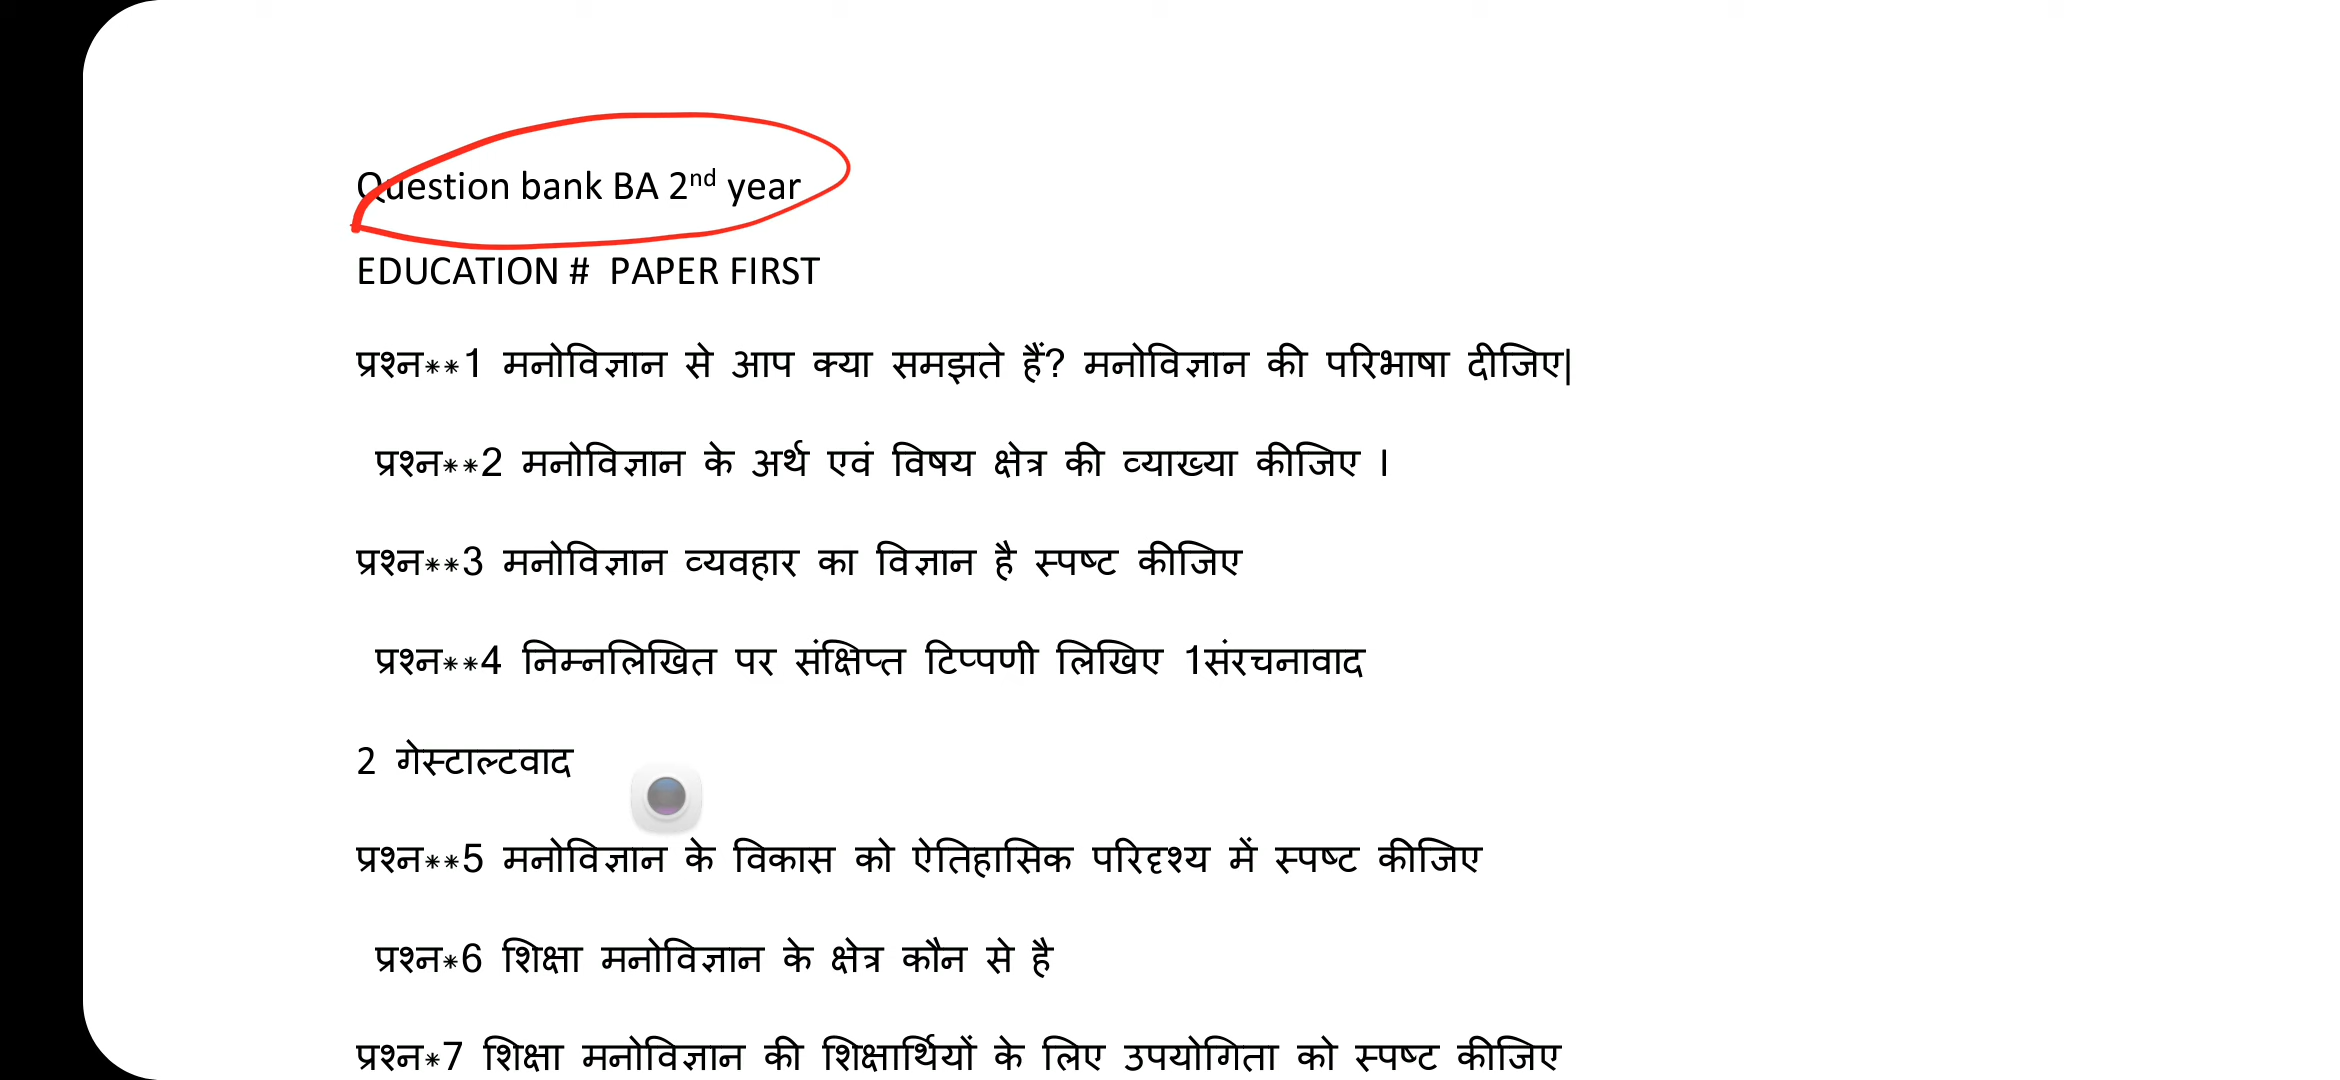 Question bank BA 2nd year
EDUCATION # PAPER FIRST
प्रश्न**1 मनोविज्ञान से आप क्या समझते हैं? मनोविज्ञान की परिभाषा दीजिए|
प्रश्न**2 मनोविज्ञान के अर्थ एवं विषय क्षेत्र की व्याख्या कीजिए ।
प्रश्न**3 मनोविज्ञान व्यवहार का विज्ञान है स्पष्ट कीजिए
प्रश्न**4 निम्नलिखित पर संक्षिप्त टिप्पणी लिखिए 1संरचनावाद
2 गेस्टाल्टवाद
प्रश्न**5 मनोविज्ञान के विकास को ऐतिहासिक परिदृश्य में स्पष्ट कीजिए
प्रश्न*6 शिक्षा मनोविज्ञान के क्षेत्र कौन से है
प्रश्न*7 शिक्षा मनोविज्ञान की शिक्षार्थियों के लिए उपयोगिता को स्पष्ट कीजिए